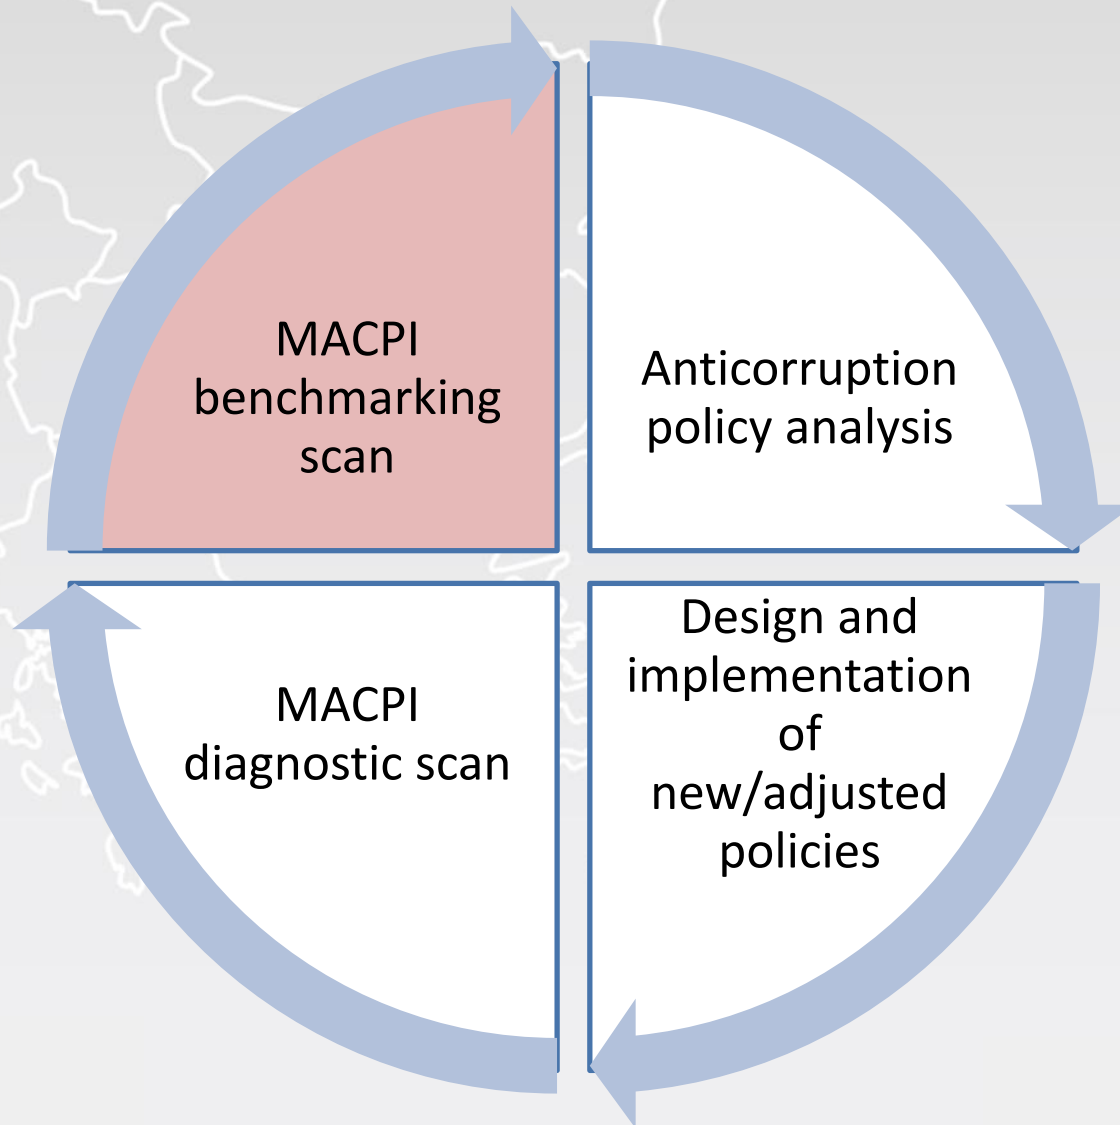 MACPI
benchmarking
scan
Anticorruption
policy analysis
MACPI
diagnostic scan
Design and
implementation
of
new/adjusted
policies